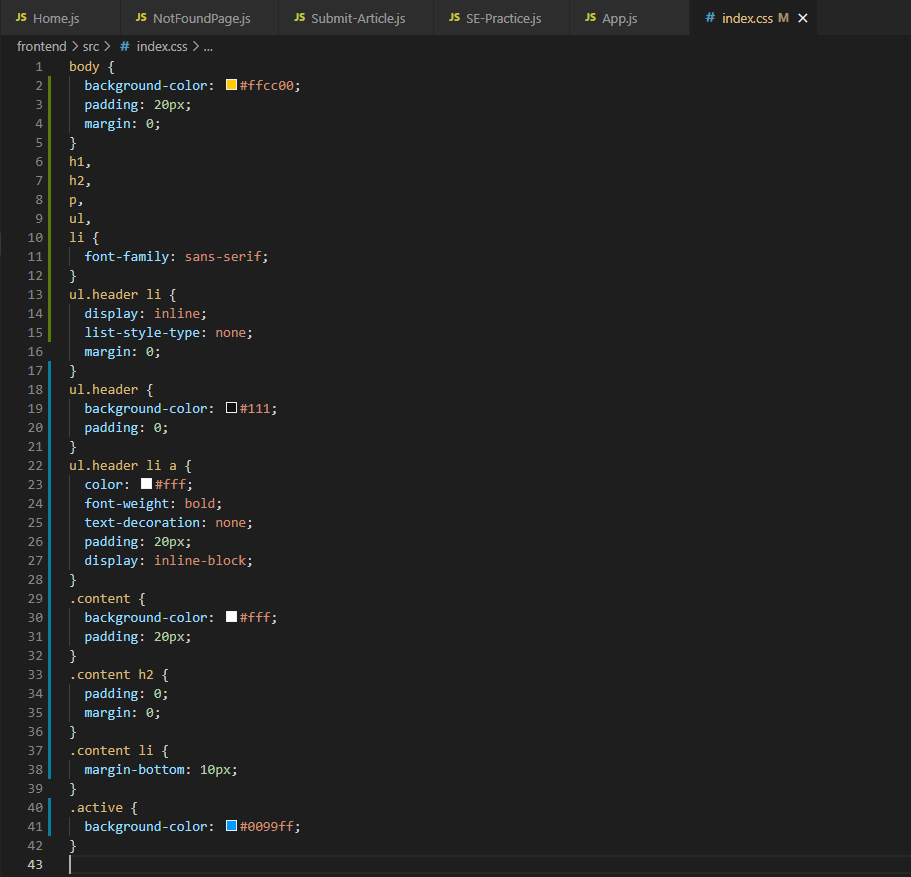 JS Home.js JS NotFoundPage.js JS Submit-Article.js JS SE-Practice.js JS App.js # index.css M ×
frontend > src > # index.css > ...
1 body {
2   background-color: #ffcc00;
3   padding: 20px;
4   margin: 0;
5 }
6 h1,
7 h2,
8 p,
9 ul,
10 li {
11   font-family: sans-serif;
12 }
13 ul.header li {
14   display: inline;
15   list-style-type: none;
16   margin: 0;
17 }
18 ul.header {
19   background-color: #111;
20   padding: 0;
21 }
22 ul.header li a {
23   color: #fff;
24   font-weight: bold;
25   text-decoration: none;
26   padding: 20px;
27   display: inline-block;
28 }
29 .content {
30   background-color: #fff;
31   padding: 20px;
32 }
33 .content h2 {
34   padding: 0;
35   margin: 0;
36 }
37 .content li {
38   margin-bottom: 10px;
39 }
40 .active {
41   background-color: #0099ff;
42 }
43